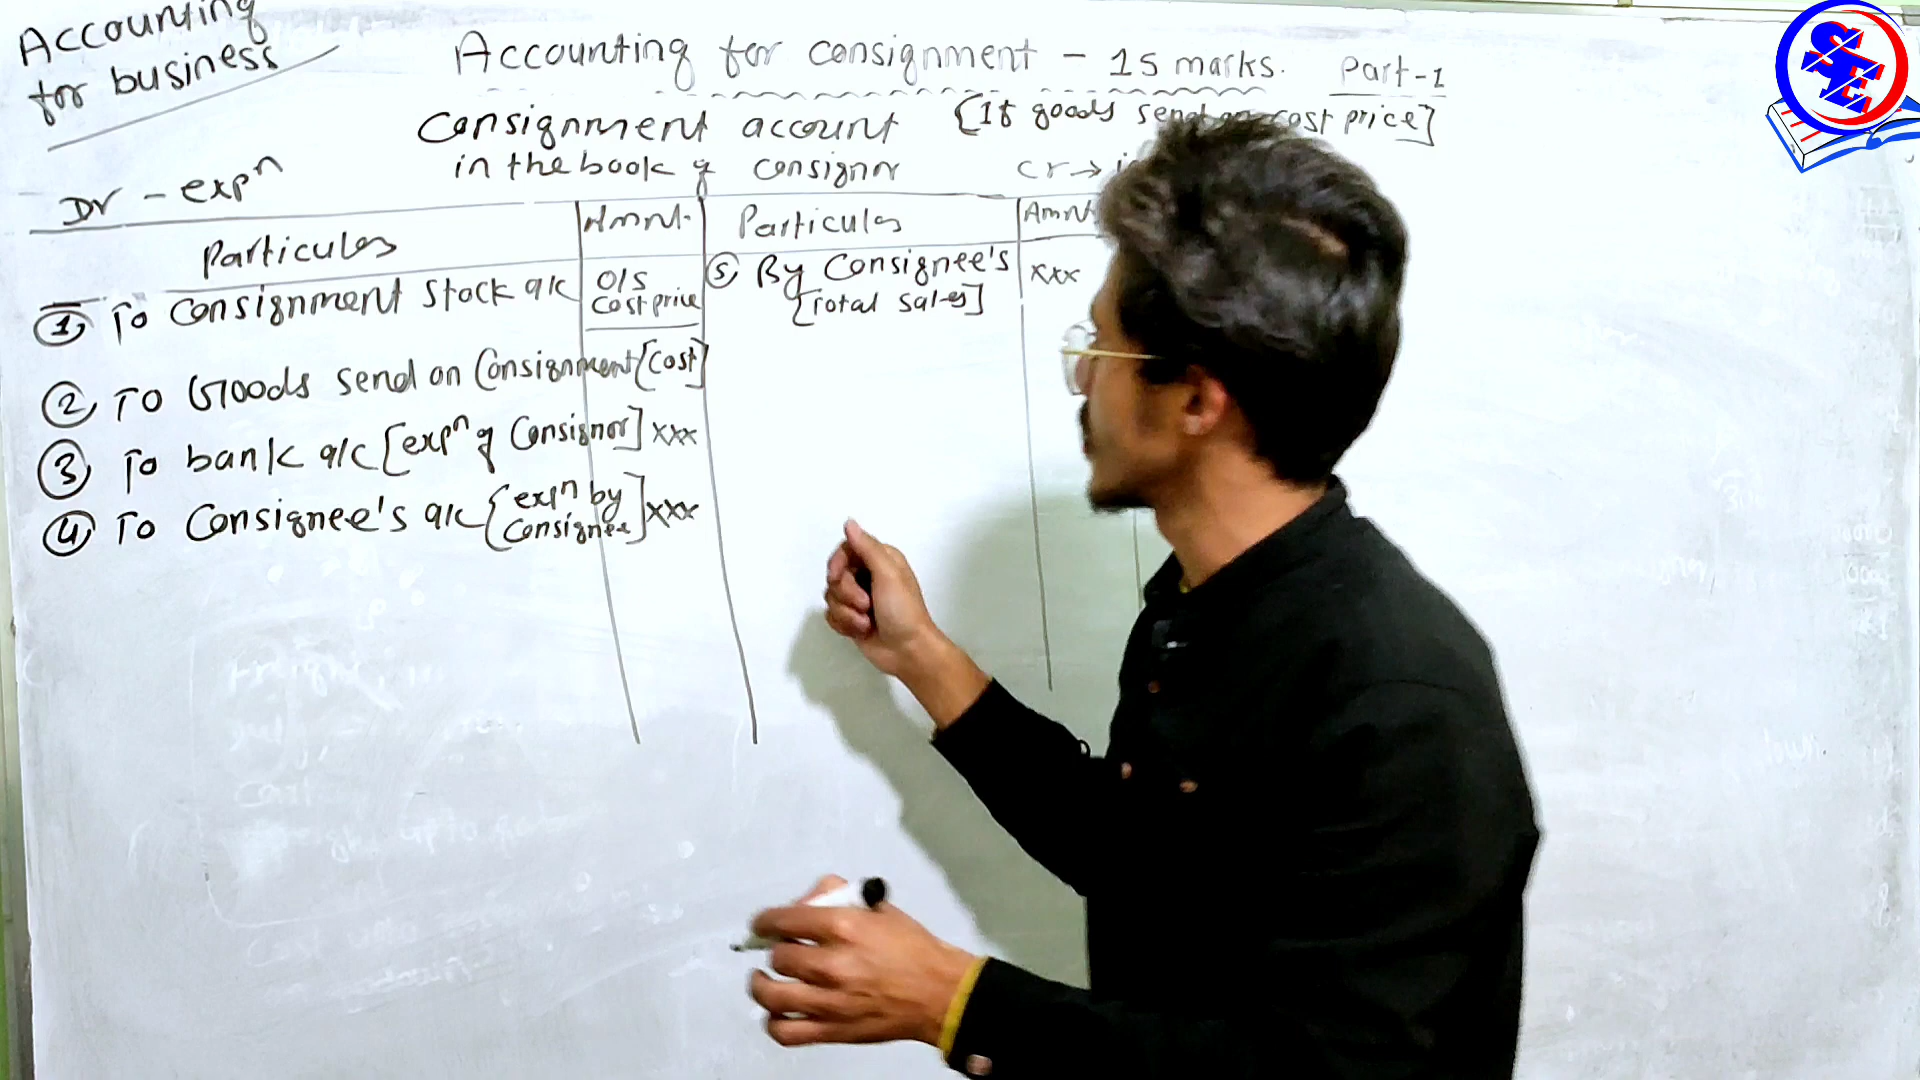 Accounting
for business
Accounting for consignment - 15 marks. Part-1
Consignment account [If goods send on cost price]
in the book of consignor cr →
Dr - expn
Particulas Amnt. Particulas Amnt
① To Consignment Stock a/c O/S
Cost price
⑤ By Consignee's xxx
[Total sales]
② To Goods send on Consignment [cost]
③ To bank a/c [expn of Consignor] xxx
④ To Consignee's a/c [expn by
Consignee] xxx
SEE